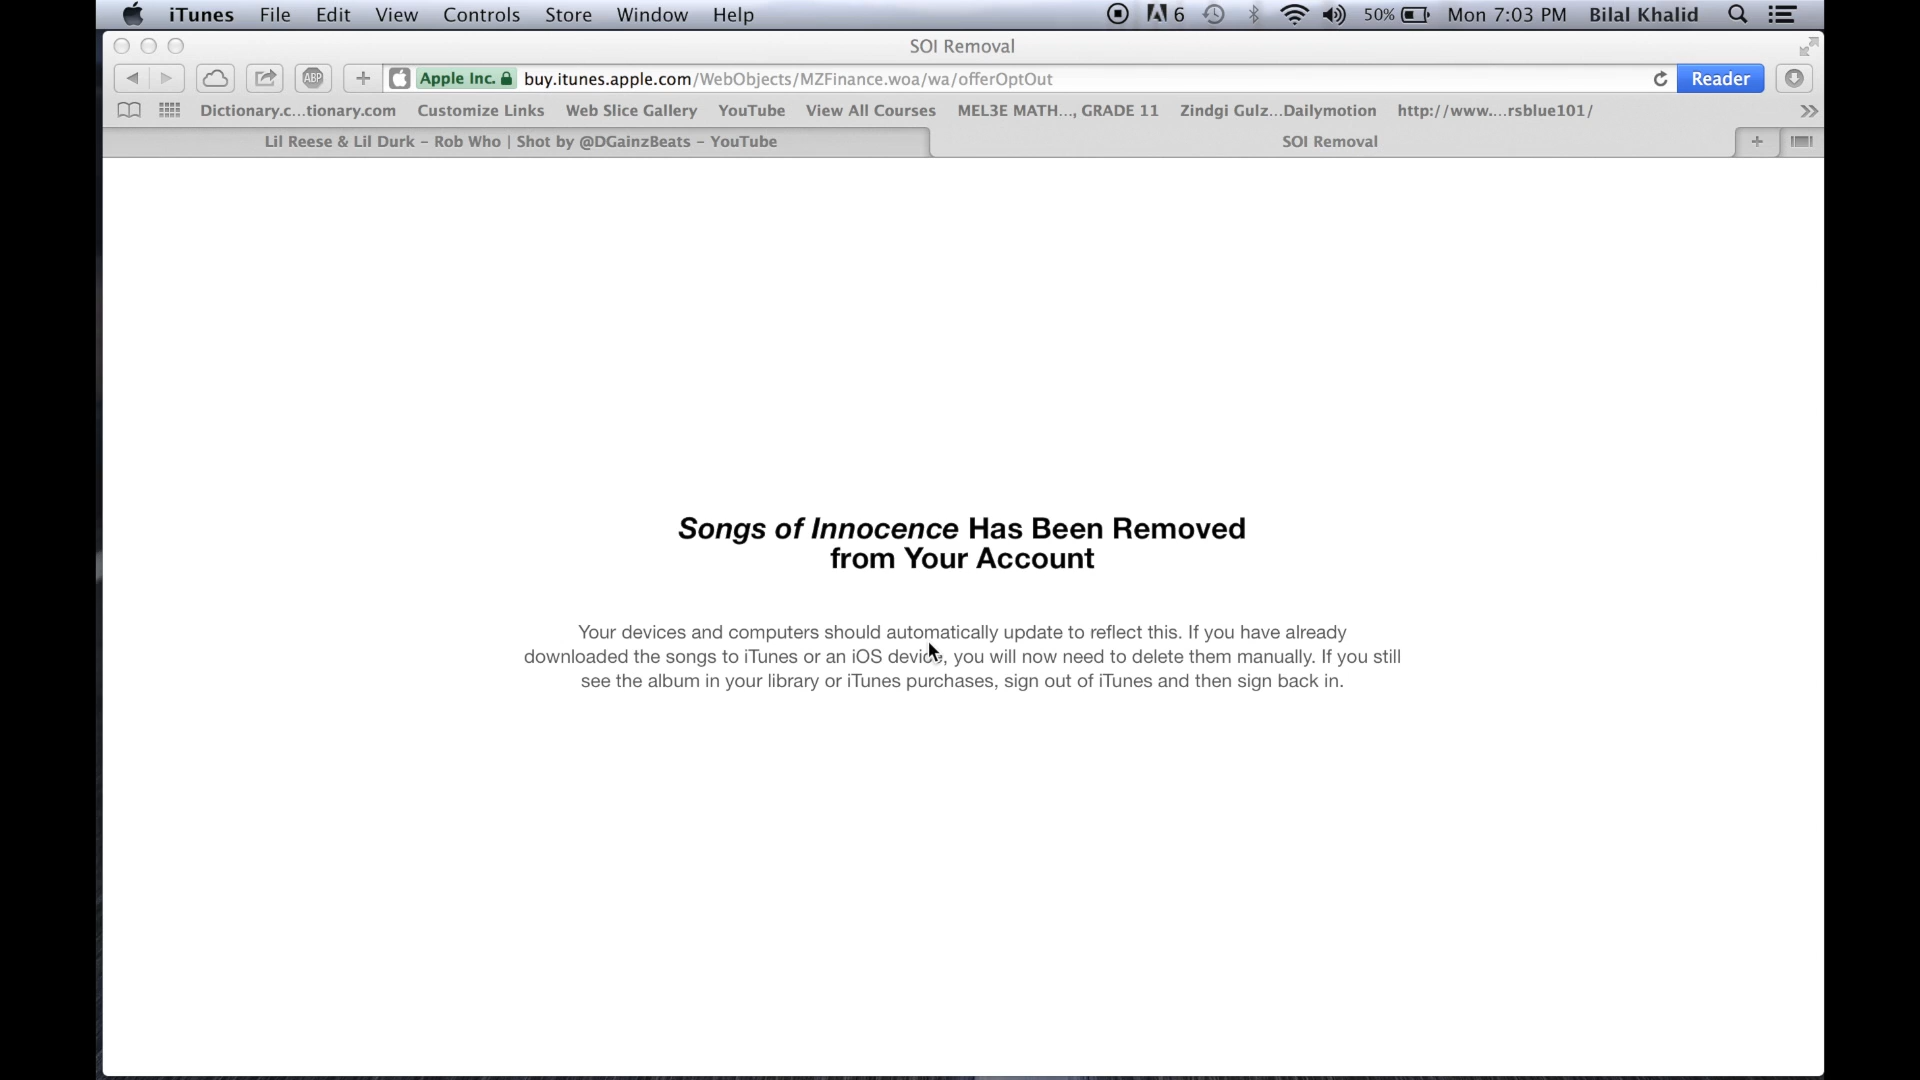 iTunes File Edit View Controls Store Window Help 6 50% Mon 7:03 PM Bilal Khalid
SOI Removal
ABP Apple Inc. buy.itunes.apple.com/WebObjects/MZFinance.woa/wa/offerOptOut Reader
Dictionary.c...tionary.com Customize Links Web Slice Gallery YouTube View All Courses MEL3E MATH..., GRADE 11 Zindgi Gulz...Dailymotion http://www....rsblue101/
Lil Reese & Lil Durk – Rob Who | Shot by @DGainzBeats – YouTube SOI Removal
Songs of Innocence Has Been Removed
from Your Account
Your devices and computers should automatically update to reflect this. If you have already
downloaded the songs to iTunes or an iOS device, you will now need to delete them manually. If you still
see the album in your library or iTunes purchases, sign out of iTunes and then sign back in.